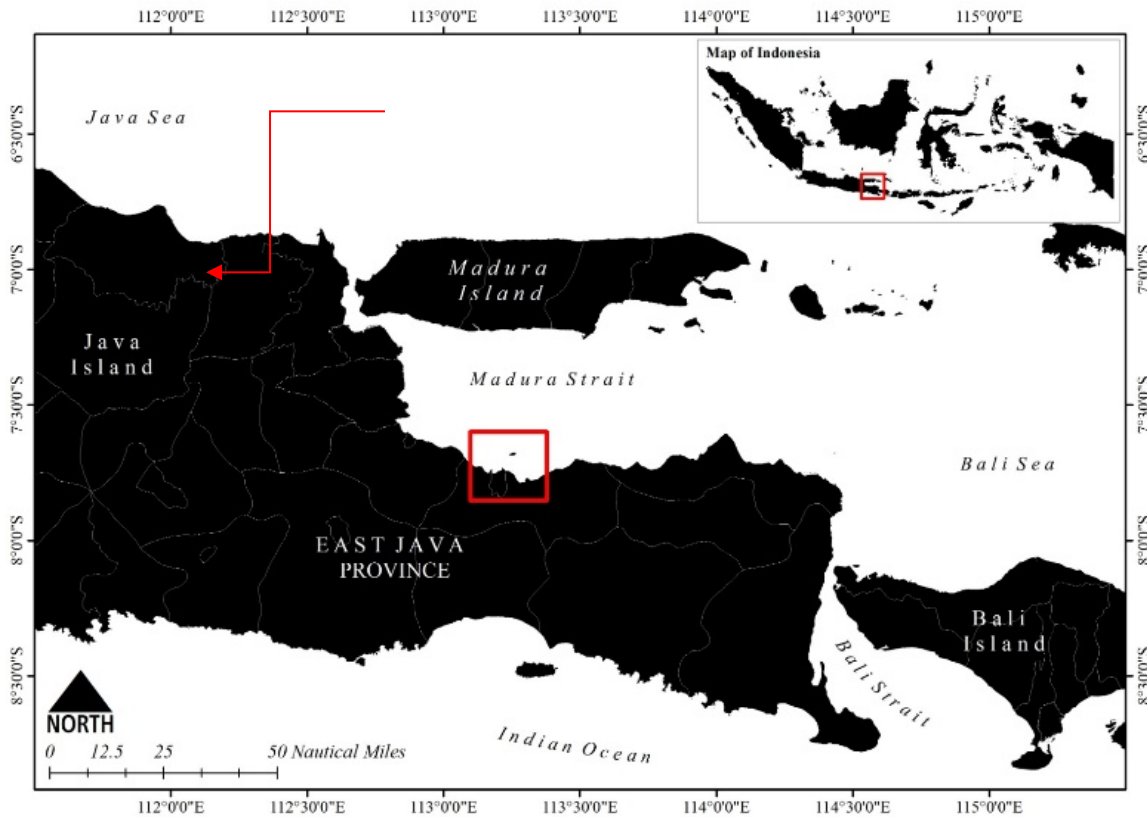 112°0'0"E 112°30'0"E 113°0'0"E 113°30'0"E 114°0'0"E 114°30'0"E 115°0'0"E
Map of Indonesia
Java Sea
6°30'0"S
6°30'0"S
7°0'0"S
7°0'0"S
Madura
Island
Java
Island
Madura Strait
7°30'0"S
7°30'0"S
Bali Sea
EAST JAVA
PROVINCE
8°0'0"S
8°0'0"S
Bali
Island
8°30'0"S
8°30'0"S
Bali Strait
NORTH
Indian Ocean
0 12.5 25 50 Nautical Miles
112°0'0"E 112°30'0"E 113°0'0"E 113°30'0"E 114°0'0"E 114°30'0"E 115°0'0"E